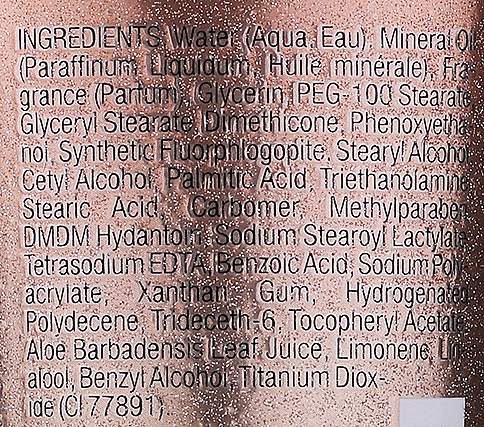 INGREDIENTS: Water (Aqua, Eau), Mineral Oil
(Paraffinum Liquidum, Huile minérale), Fra-
grance (Parfum), Glycerin, PEG-100 Stearate,
Glyceryl Stearate, Dimethicone, Phenoxyetha-
nol, Synthetic Fluorphlogopite, Stearyl Alcohol,
Cetyl Alcohol, Palmitic Acid, Triethanolamine,
Stearic Acid, Carbomer, Methylparaben,
DMDM Hydantoin, Sodium Stearoyl Lactylate,
Tetrasodium EDTA, Benzoic Acid, Sodium Poly-
acrylate, Xanthan Gum, Hydrogenated
Polydecene, Trideceth-6, Tocopheryl Acetate,
Aloe Barbadensis Leaf Juice, Limonene, Lin-
alool, Benzyl Alcohol, Titanium Diox-
ide (CI 77891).